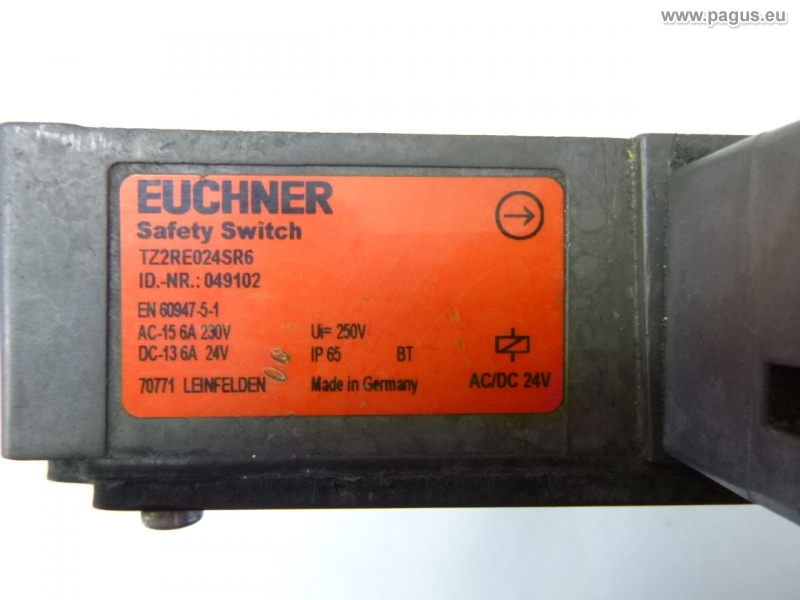 www.pagus.eu
EUCHNER
Safety Switch
TZ2RE024SR6
ID.-NR.: 049102
EN 60947-5-1
AC-15 6A 230V Ui= 250V
DC-13 6A 24V IP 65 BT
70771 LEINFELDEN Made in Germany AC/DC 24V